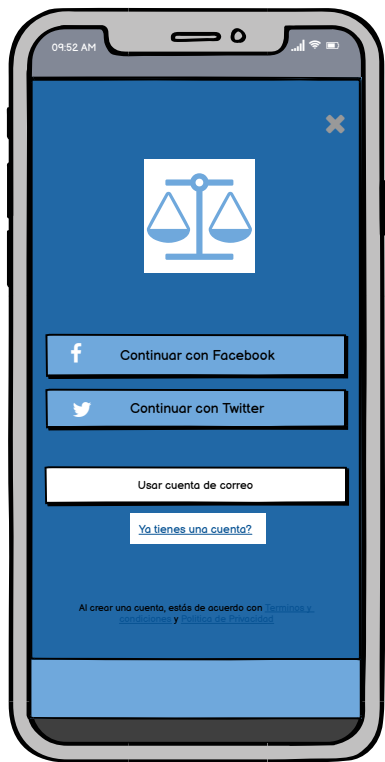 09:52 AM
Continuar con Facebook
Continuar con Twitter
Usar cuenta de correo
Ya tienes una cuenta?
Al crear una cuenta, estás de acuerdo con Terminos y
condiciones y Politica de Privasidad